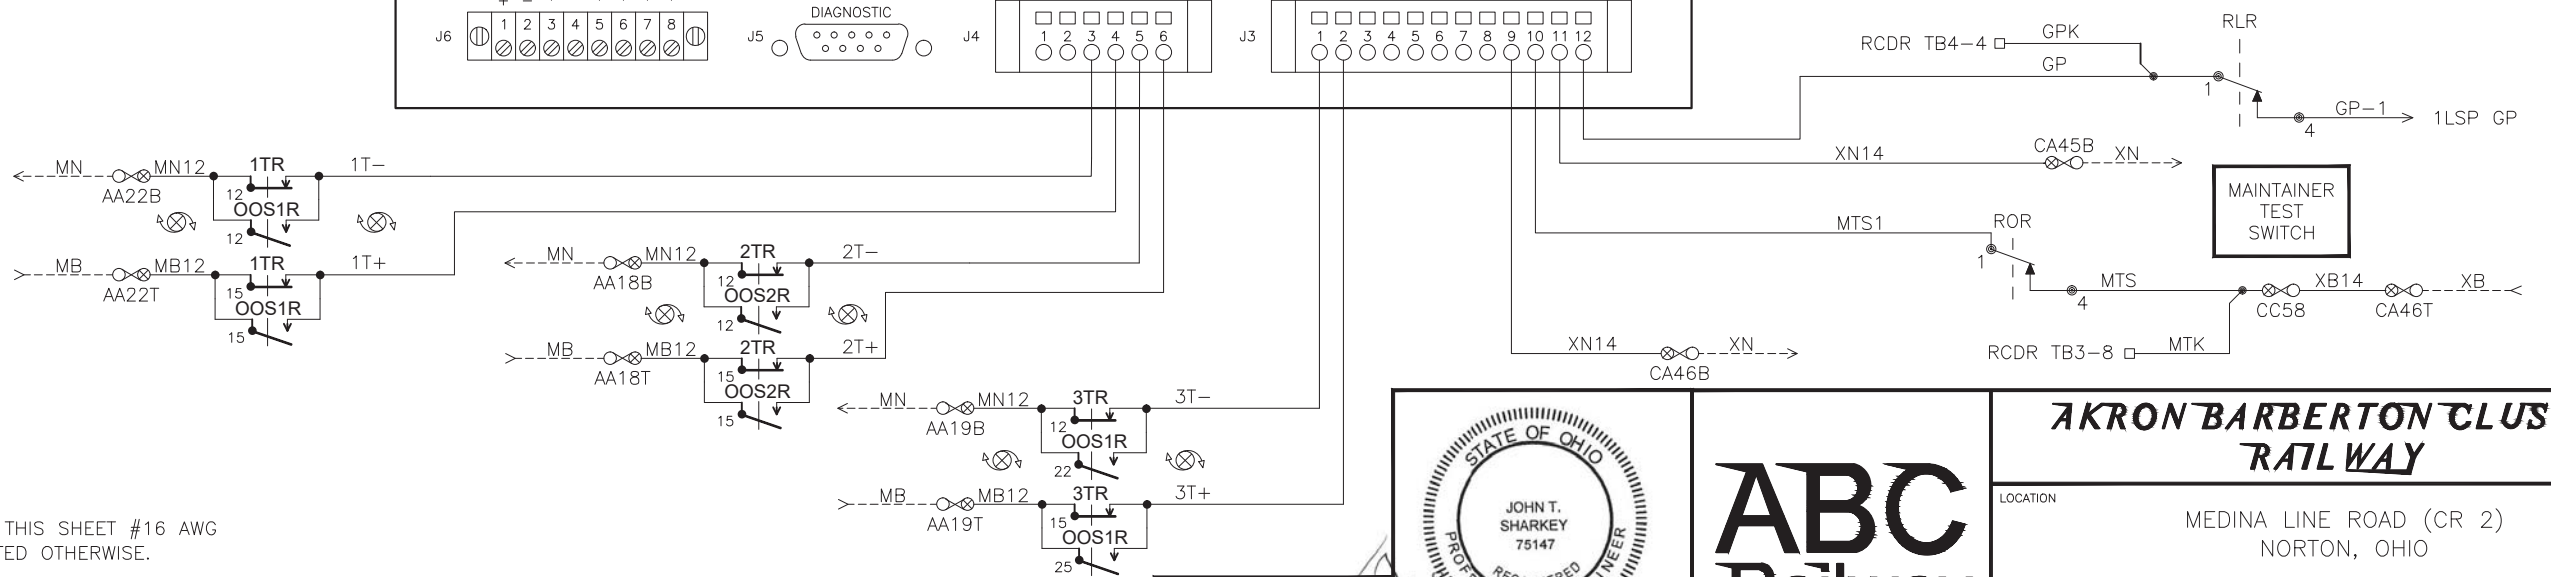 + -
DIAGNOSTIC
J6
1 2 3 4 5 6 7 8
J5
J4
1 2 3 4 5 6
J3
1 2 3 4 5 6 7 8 9 10 11 12
RLR
RCDR TB4-4
GPK
GP
1
4
GP-1
1LSP GP
XN14
CA45B
XN
MAINTAINER
TEST
SWITCH
MTS1
ROR
1
4
MTS
CC58
XB14
CA46T
XB
RCDR TB3-8
MTK
XN14
CA46B
XN
MN
AA22B
MN12
1TR
12
1T-
OOS1R
12
MB
AA22T
MB12
1TR
15
1T+
OOS1R
15
MN
AA18B
MN12
2TR
12
2T-
OOS2R
12
MB
AA18T
MB12
2TR
15
2T+
OOS2R
15
MN
AA19B
MN12
3TR
12
3T-
OOS1R
22
MB
AA19T
MB12
3TR
15
3T+
OOS1R
25
THIS SHEET #16 AWG
TED OTHERWISE.
STATE OF OHIO
JOHN T.
SHARKEY
75147
ABC
Railway
AKRON BARBERTON CLUS
RAILWAY
LOCATION
MEDINA LINE ROAD (CR 2)
NORTON, OHIO